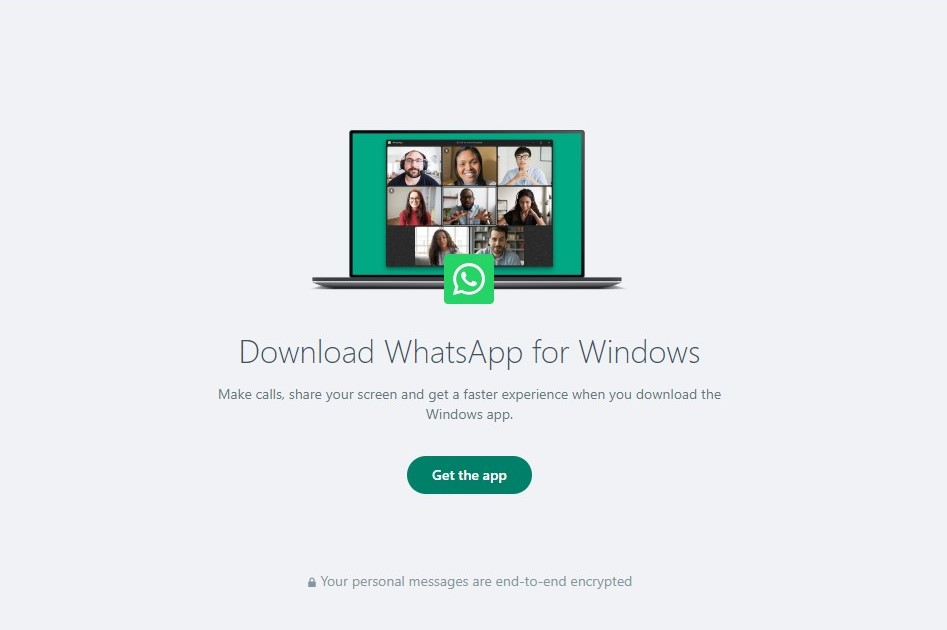 Download WhatsApp for Windows
Make calls, share your screen and get a faster experience when you download the
Windows app.
Get the app
Your personal messages are end-to-end encrypted